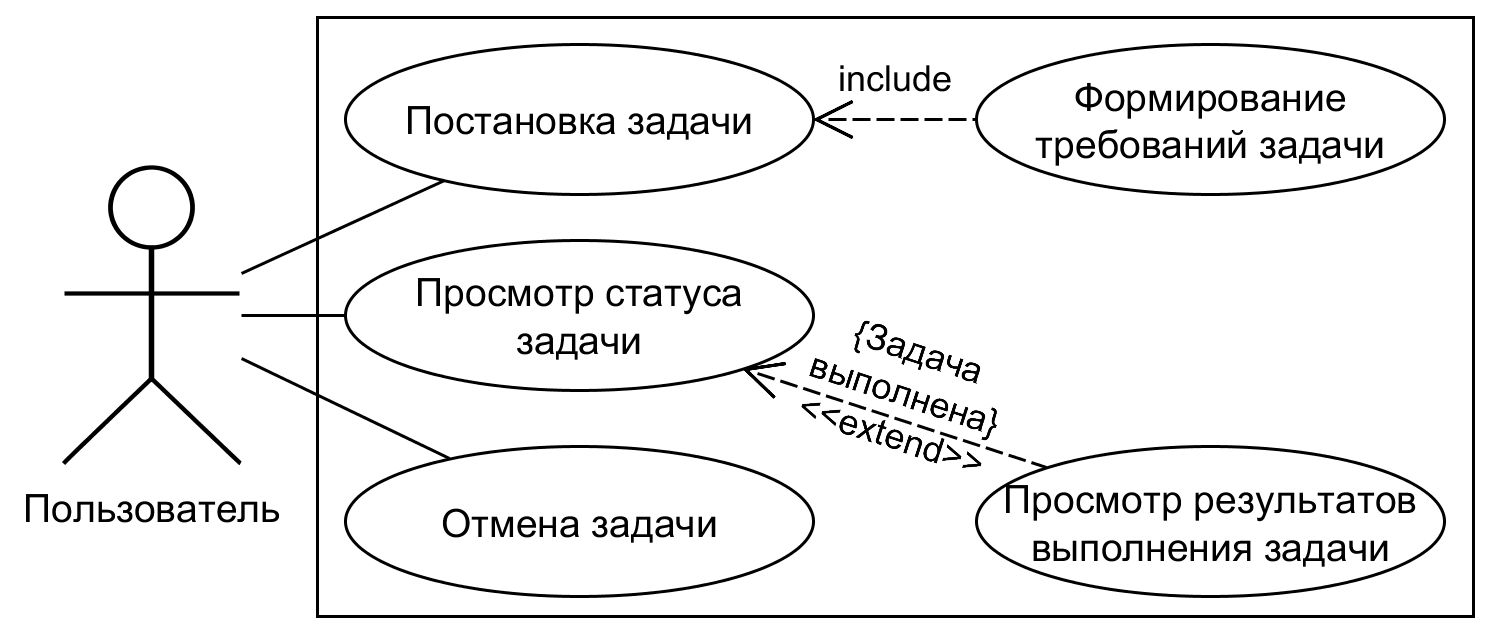 include
Постановка задачи
Формирование
требований задачи
Просмотр статуса
задачи
{Задача
выполнена}
<<extend>>
Пользователь
Отмена задачи
Просмотр результатов
выполнения задачи